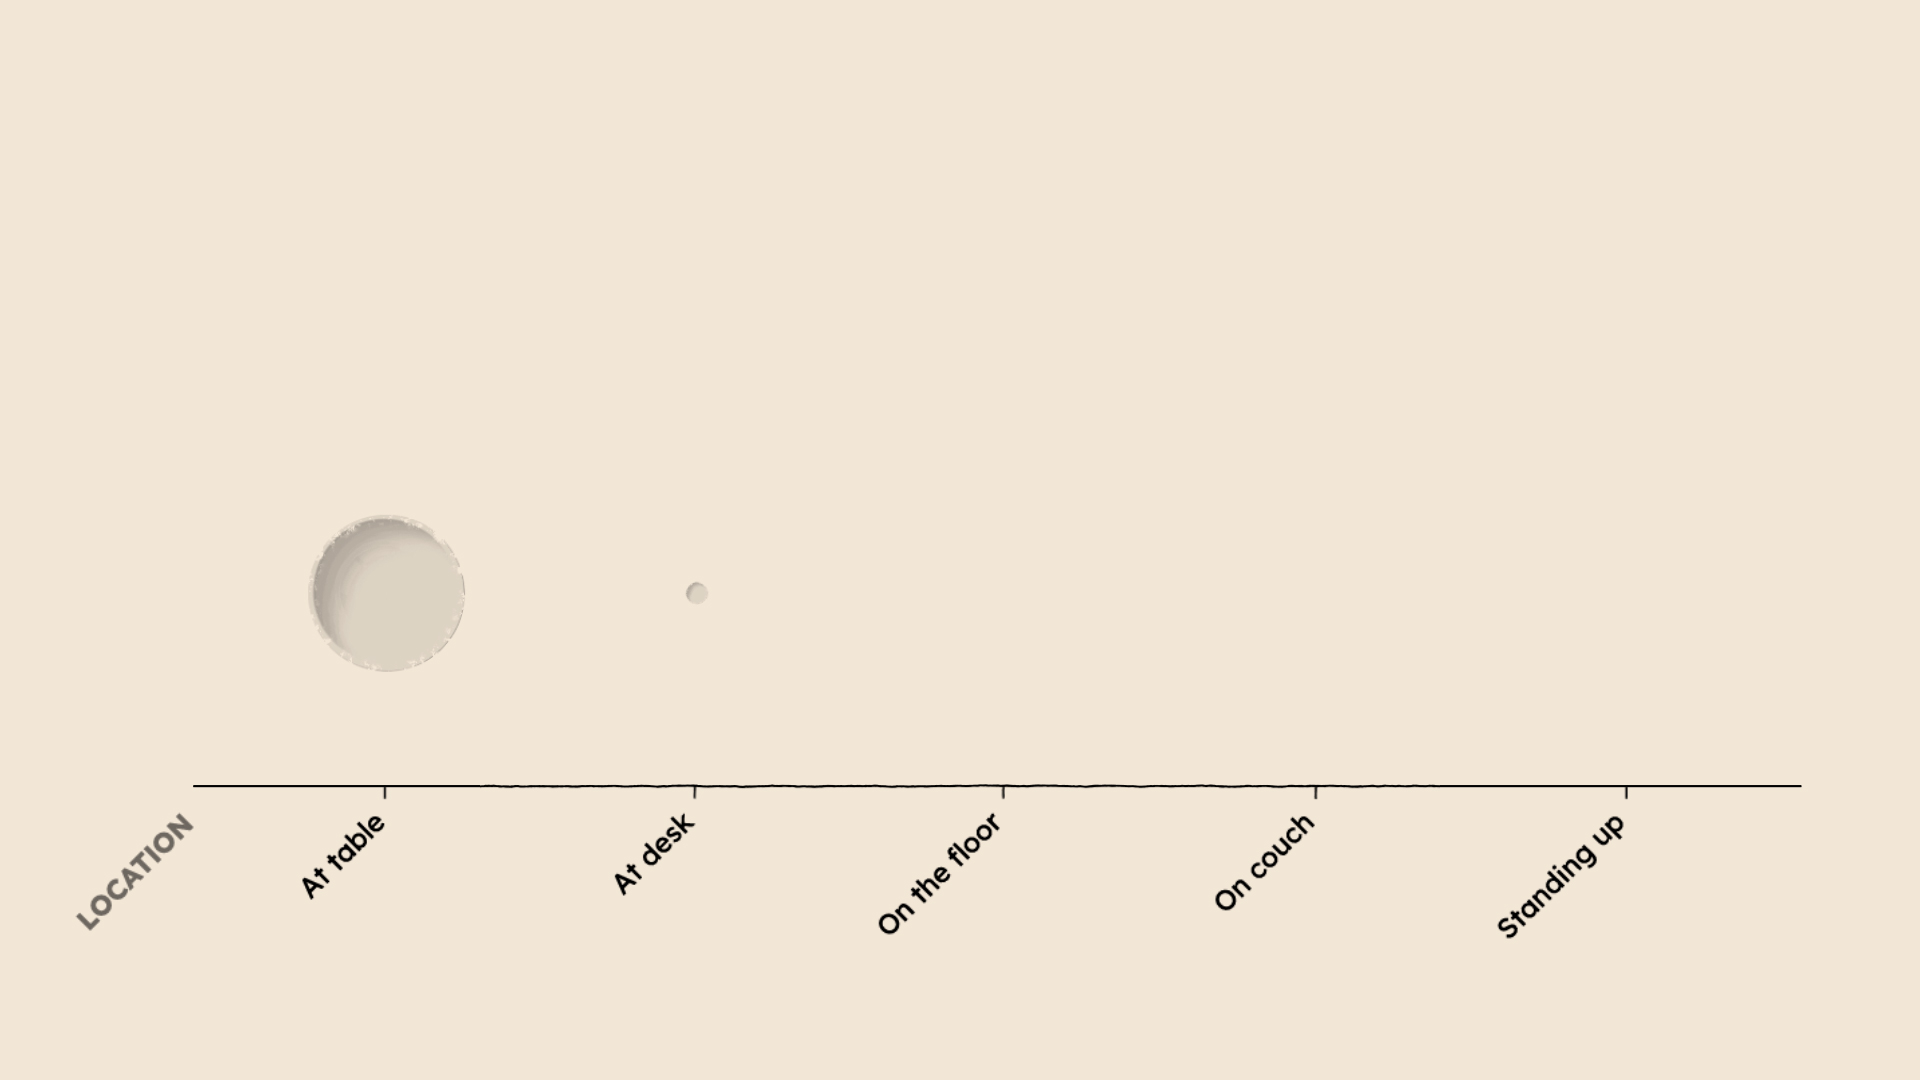 LOCATION
At table
At desk
On the floor
On couch
Standing up